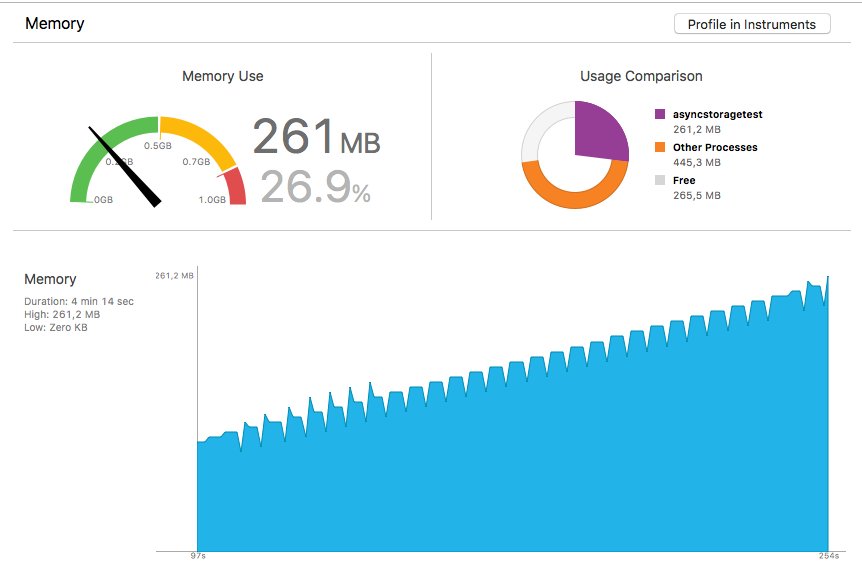 Memory
Profile in Instruments
Memory Use
Usage Comparison
0GB
0.2GB
0.5GB
0.7GB
1.0GB
261 MB
26.9%
asyncstoragetest
261,2 MB
Other Processes
445,3 MB
Free
265,5 MB
Memory
Duration: 4 min 14 sec
High: 261,2 MB
Low: Zero KB
261,2 MB
97s
254s